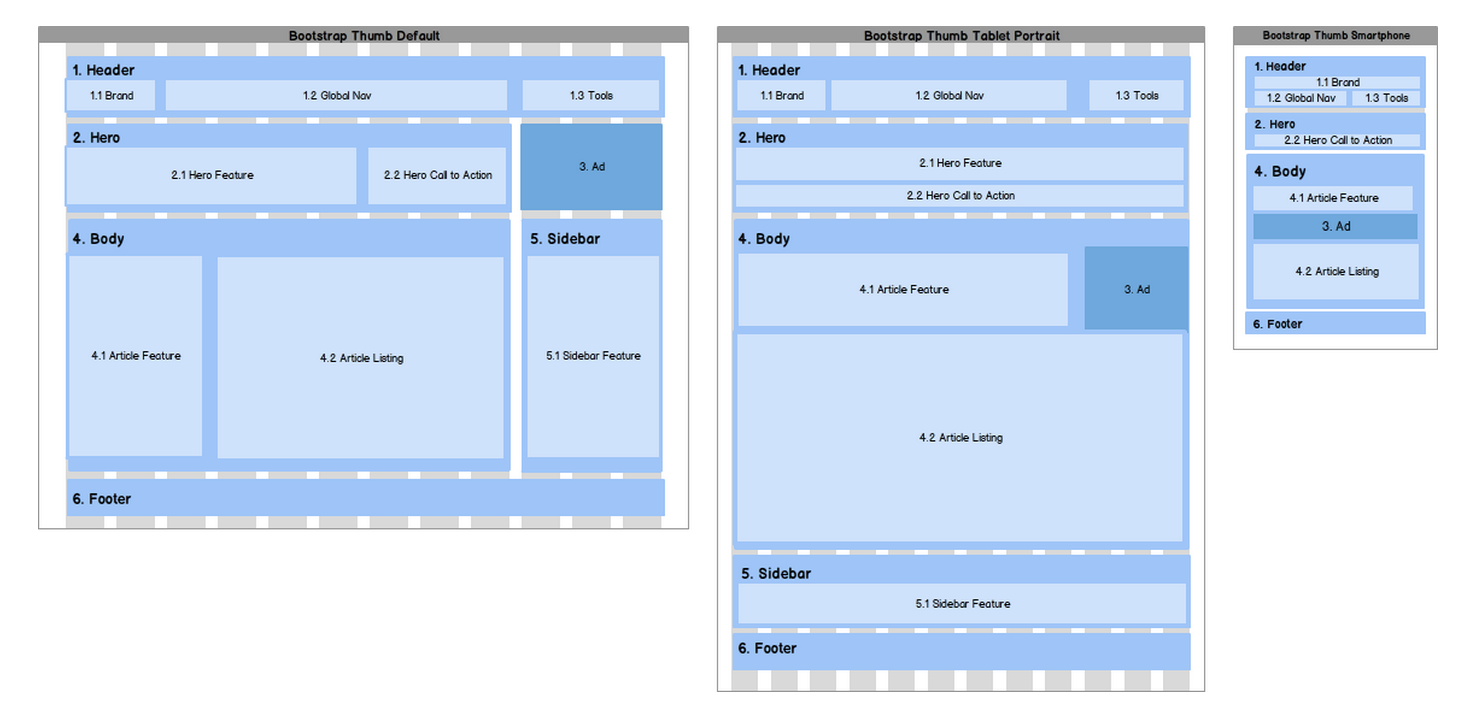 Bootstrap Thumb Default
1. Header
1.1 Brand
1.2 Global Nav
1.3 Tools
2. Hero
2.1 Hero Feature
2.2 Hero Call to Action
3. Ad
4. Body
4.1 Article Feature
4.2 Article Listing
5. Sidebar
5.1 Sidebar Feature
6. Footer
Bootstrap Thumb Tablet Portrait
1. Header
1.1 Brand
1.2 Global Nav
1.3 Tools
2. Hero
2.1 Hero Feature
2.2 Hero Call to Action
4. Body
4.1 Article Feature
3. Ad
4.2 Article Listing
5. Sidebar
5.1 Sidebar Feature
6. Footer
Bootstrap Thumb Smartphone
1. Header
1.1 Brand
1.2 Global Nav
1.3 Tools
2. Hero
2.2 Hero Call to Action
4. Body
4.1 Article Feature
3. Ad
4.2 Article Listing
6. Footer